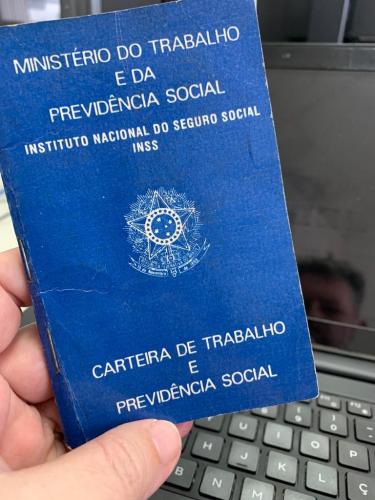 MINISTÉRIO DO TRABALHO
E DA
PREVIDÊNCIA SOCIAL
INSTITUTO NACIONAL DO SEGURO SOCIAL
INSS
CARTEIRA DE TRABALHO
E
PREVIDÊNCIA SOCIAL
H J K L Ç
B N M